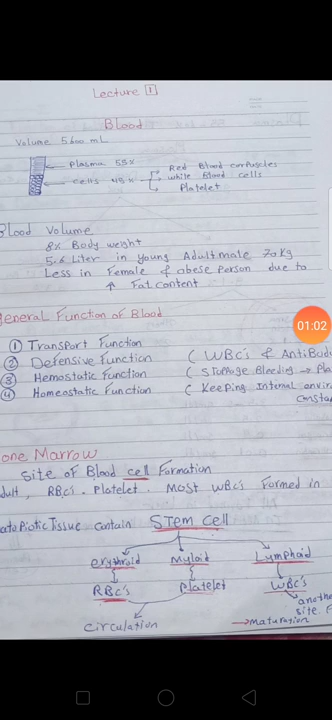 Lecture 1
Blood
Volume 5600 mL
Plasma 55%
Cells 45%
Red Blood Corpuscles
while Blood cells
Platelet
Blood Volume
8% Body weight
5.6 Liter in young Adult male 70 kg
Less in Female & obese Person due to
↑ Fat content
General Function of Blood
01:02
① Transport Function
② Defensive Function ( WBC's & AntiBod
③ Hemostatic Function ( Stoppage Bleeding → Pla
④ Homeostatic Function ( Keeping Internal envir
Consta
one Marrow
Site of Blood cell Formation
dult, RBC's. Platelet. Most WBC's Formed in
Piotic Tissue contain STEM cell
erythroid Myloid Lymphoid
RBC's Platelet WBC's
anothe
site.
circulation → Maturation